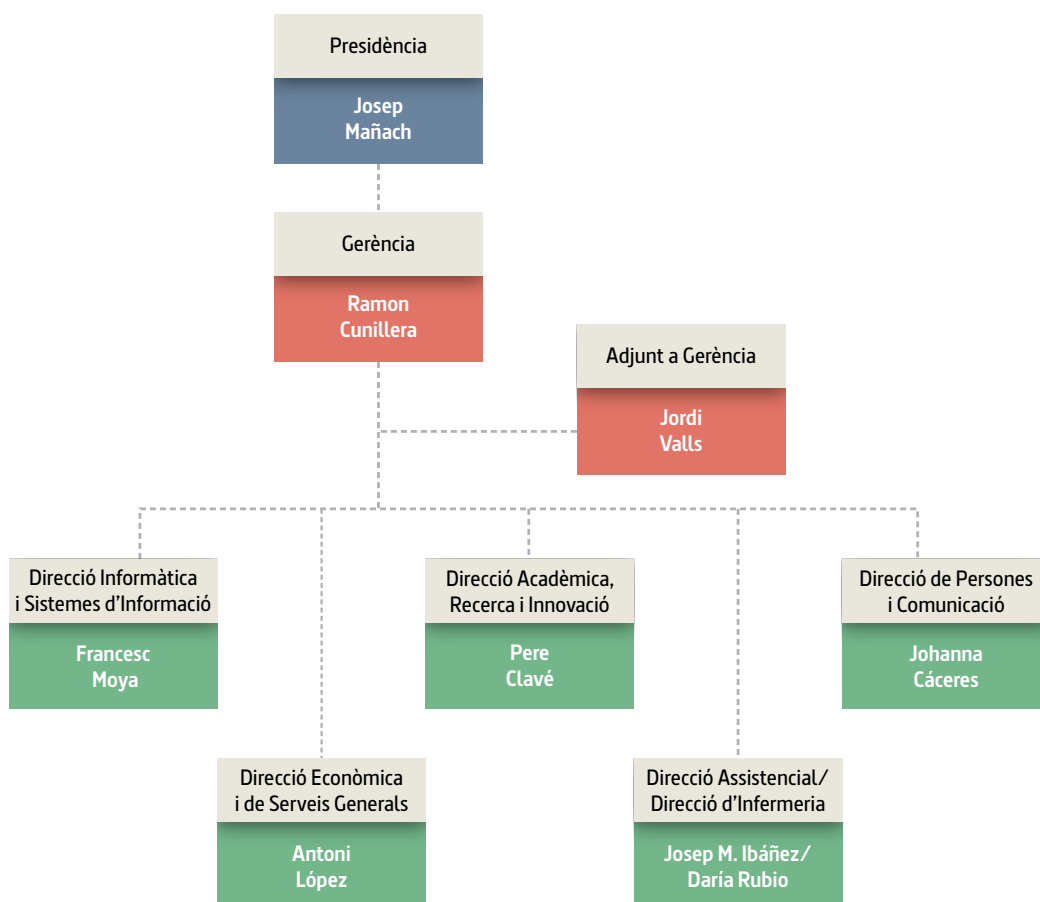 Presidència
Josep
Mañach
Gerència
Ramon
Cunillera
Adjunt a Gerència
Jordi
Valls
Direcció Informàtica
i Sistemes d'Informació
Francesc
Moya
Direcció Acadèmica,
Recerca i Innovació
Pere
Clavé
Direcció de Persones
i Comunicació
Johanna
Cáceres
Direcció Econòmica
i de Serveis Generals
Antoni
López
Direcció Assistencial/
Direcció d'Infermeria
Josep M. Ibáñez/
Daría Rubio